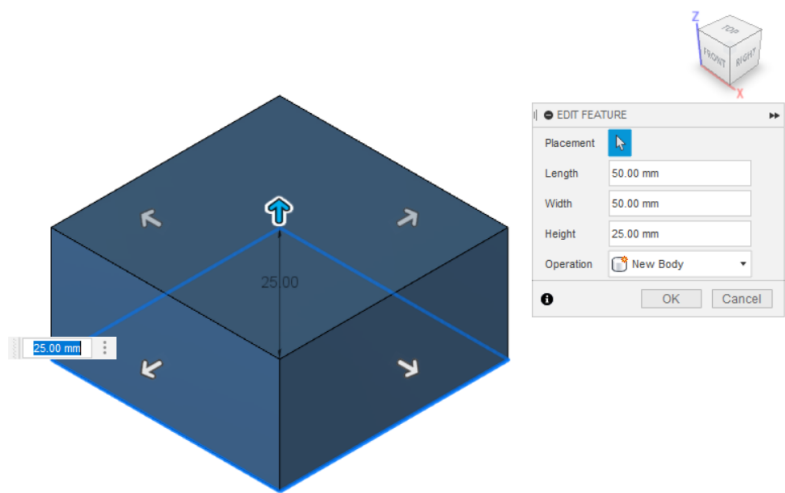 Z
TOP
FRONT
RIGHT
X
EDIT FEATURE
Placement
Length
50.00 mm
Width
50.00 mm
Height
25.00 mm
Operation
New Body
OK
Cancel
25.00
25.00 mm